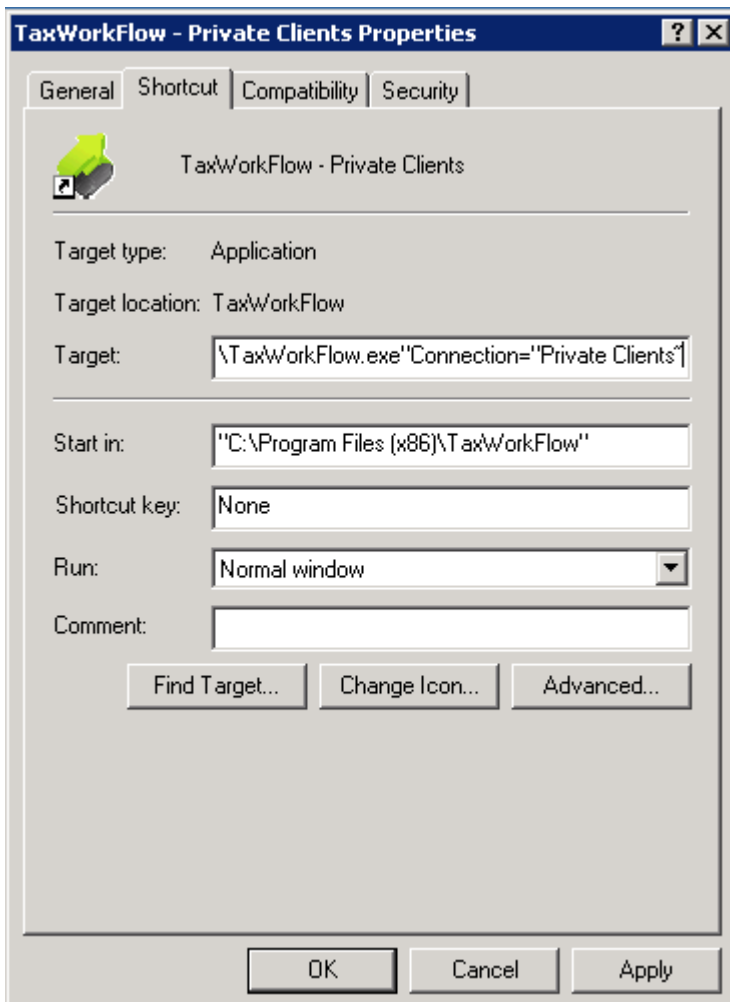 TaxWorkFlow - Private Clients Properties
General Shortcut Compatibility Security
TaxWorkFlow - Private Clients
Target type: Application
Target location: TaxWorkFlow
Target: \TaxWorkFlow.exe"Connection="Private Clients"
Start in: "C:\Program Files (x86)\TaxWorkFlow"
Shortcut key: None
Run: Normal window
Comment:
Find Target... Change Icon... Advanced...
OK Cancel Apply